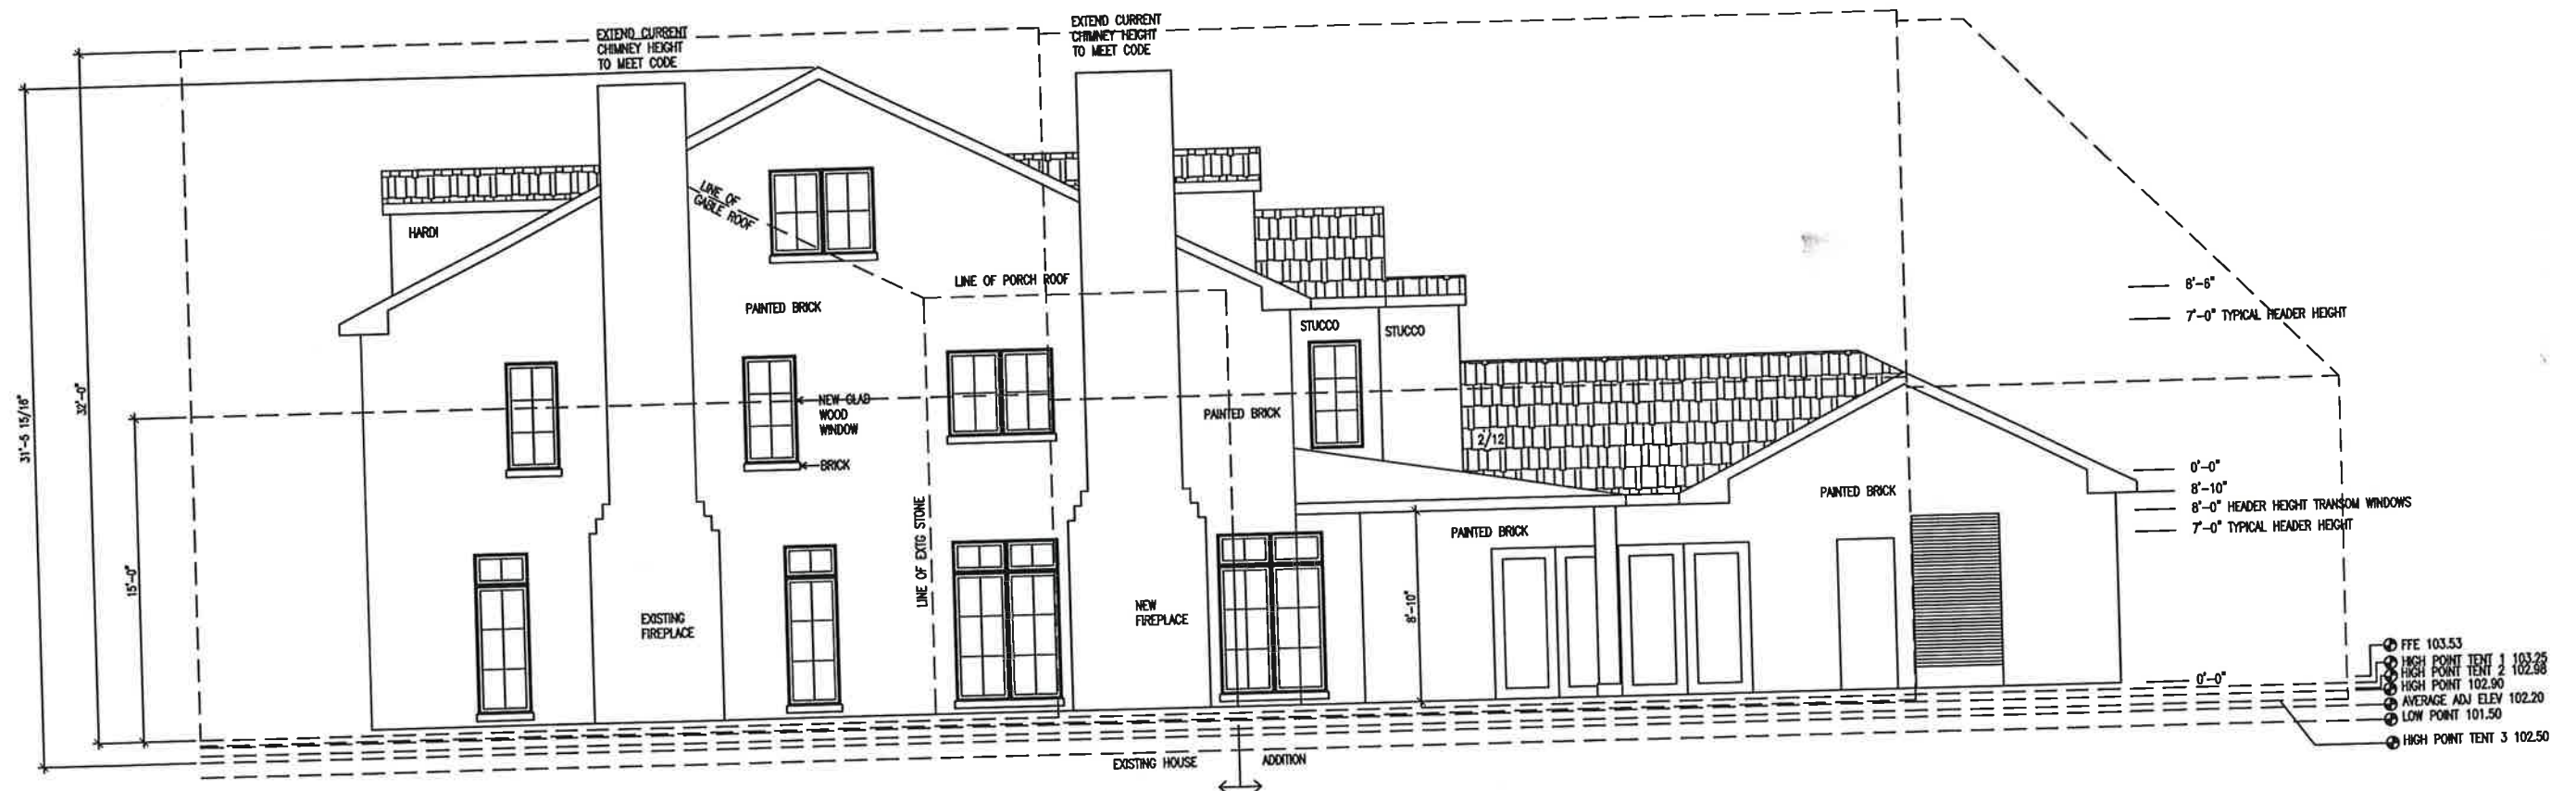 EXTEND CURRENT
CHIMNEY HEIGHT
TO MEET CODE
EXTEND CURRENT
CHIMNEY HEIGHT
TO MEET CODE
31'-5 15/16"
32'-0"
15'-0"
HARDI
LINE OF
GABLE ROOF
LINE OF PORCH ROOF
PAINTED BRICK
NEW CLAD
WOOD
WINDOW
BRICK
LINE OF EXTG STONE
STUCCO
STUCCO
PAINTED BRICK
2/12
8'-6"
7'-0" TYPICAL HEADER HEIGHT
0'-0"
8'-10"
8'-0" HEADER HEIGHT TRANSOM WINDOWS
7'-0" TYPICAL HEADER HEIGHT
PAINTED BRICK
PAINTED BRICK
8'-10"
EXISTING
FIREPLACE
NEW
FIREPLACE
0'-0"
FFE 103.53
HIGH POINT TENT 1 103.25
HIGH POINT TENT 2 102.98
HIGH POINT 102.90
AVERAGE ADJ ELEV 102.20
LOW POINT 101.50
HIGH POINT TENT 3 102.50
EXISTING HOUSE
ADDITION